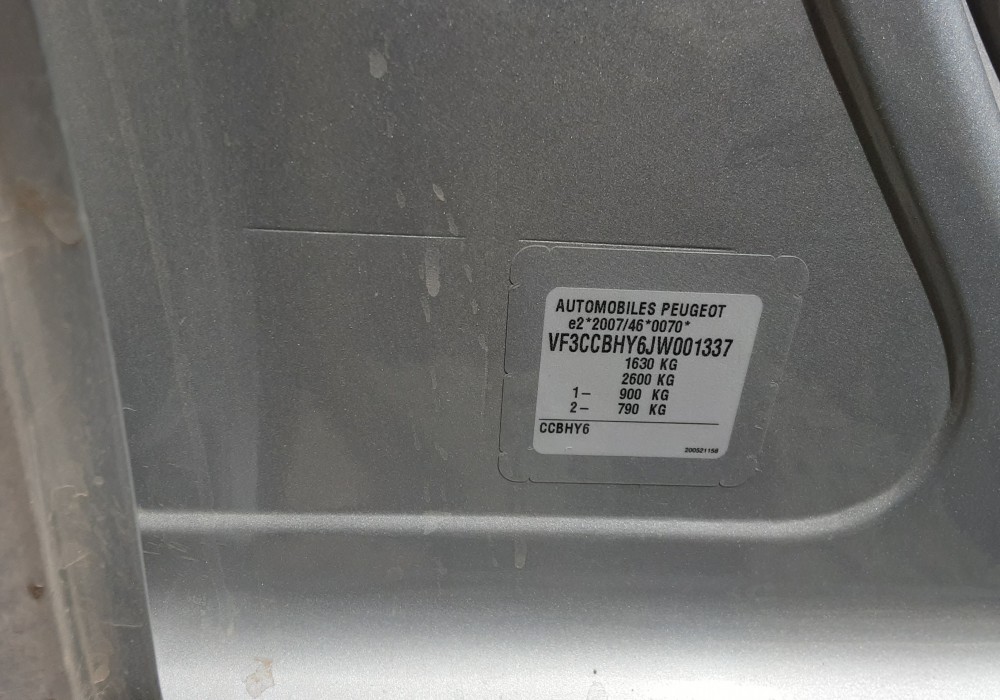 AUTOMOBILES PEUGEOT
e2*2007/46*0070*
VF3CCBHY6JW001337
1630 KG
2600 KG
1- 900 KG
2- 790 KG
CCBHY6
200521158